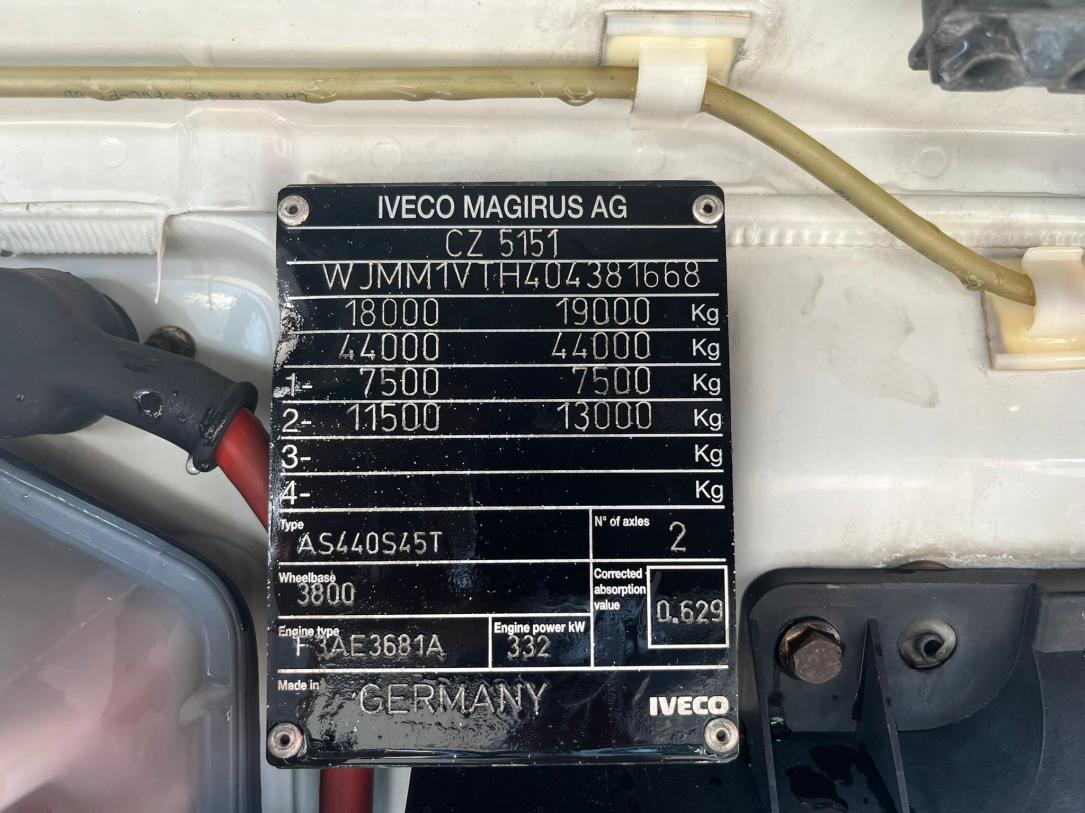 IVECO MAGIRUS AG
CZ 5151
WJMM1VTH404381668
18000 19000 Kg
44000 44000 Kg
1- 7500 7500 Kg
2- 11500 13000 Kg
3- Kg
4- Kg
Type AS440S45T
N° of axles 2
Wheelbase 3800
Corrected absorption value 0.629
Engine type F3AE3681A
Engine power kW 332
Made in GERMANY
IVECO